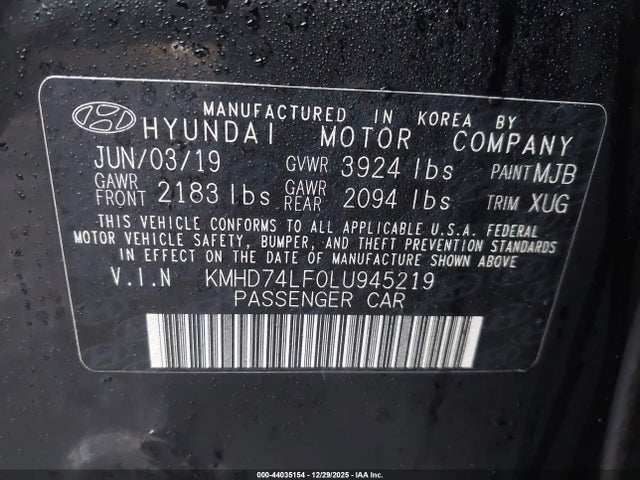 MANUFACTURED IN KOREA BY
HYUNDAI MOTOR COMPANY
JUN/03/19 GVWR 3924 lbs PAINT MJB
GAWR FRONT 2183 lbs GAWR REAR 2094 lbs TRIM XUG
THIS VEHICLE CONFORMS TO ALL APPLICABLE U.S.A. FEDERAL
MOTOR VEHICLE SAFETY, BUMPER, AND THEFT PREVENTION STANDARDS
IN EFFECT ON THE DATE OF MANUFACTURE SHOWN ABOVE
V.I.N KMHD74LF0LU945219
PASSENGER CAR
000-44035154 - 12/29/2025 - IAA Inc.